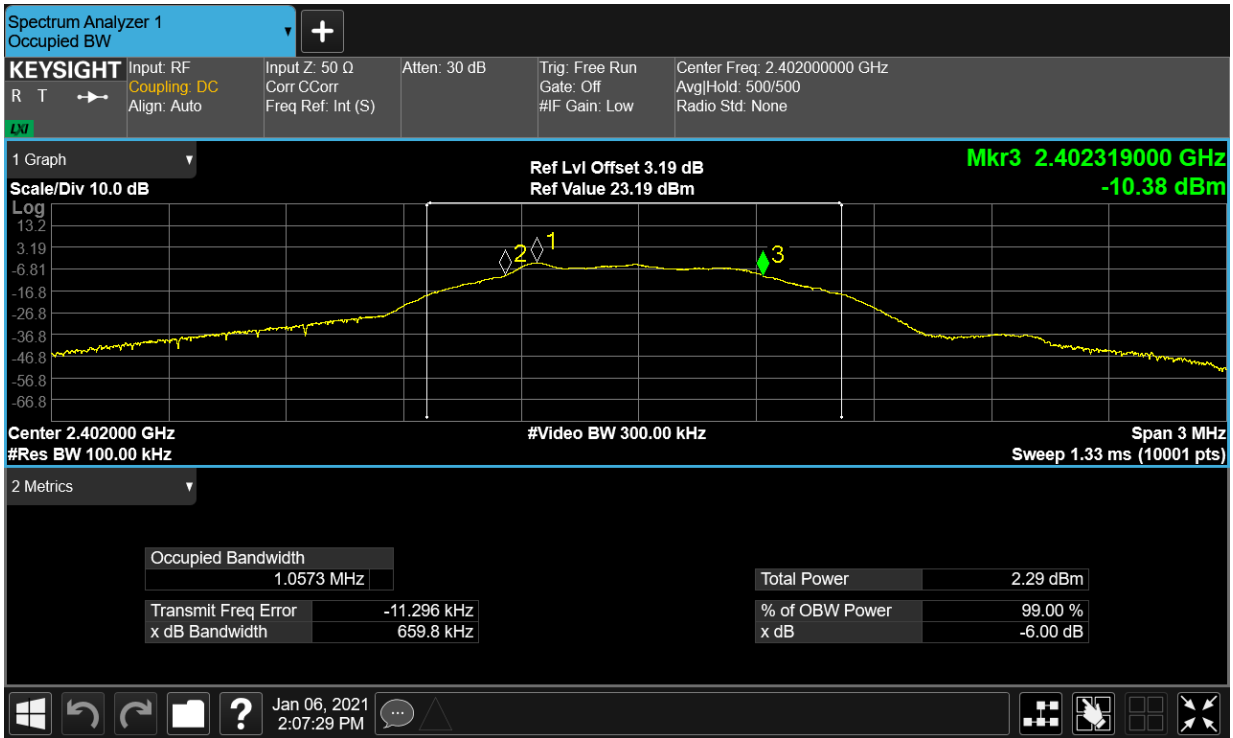 Spectrum Analyzer 1
Occupied BW
KEYSIGHT
R T
LXI
Input: RF
Coupling: DC
Align: Auto
Input Z: 50 Ω
Corr CCorr
Freq Ref: Int (S)
Atten: 30 dB
Trig: Free Run
Gate: Off
#IF Gain: Low
Center Freq: 2.402000000 GHz
Avg|Hold: 500/500
Radio Std: None
1 Graph
Scale/Div 10.0 dB
Ref Lvl Offset 3.19 dB
Ref Value 23.19 dBm
Mkr3 2.402319000 GHz
-10.38 dBm
Log
13.2
3.19
-6.81
-16.8
-26.8
-36.8
-46.8
-56.8
-66.8
2
1
3
Center 2.402000 GHz
#Res BW 100.00 kHz
#Video BW 300.00 kHz
Span 3 MHz
Sweep 1.33 ms (10001 pts)
2 Metrics
Occupied Bandwidth
1.0573 MHz
Transmit Freq Error -11.296 kHz
x dB Bandwidth 659.8 kHz
Total Power 2.29 dBm
% of OBW Power 99.00 %
x dB -6.00 dB
?
Jan 06, 2021
2:07:29 PM